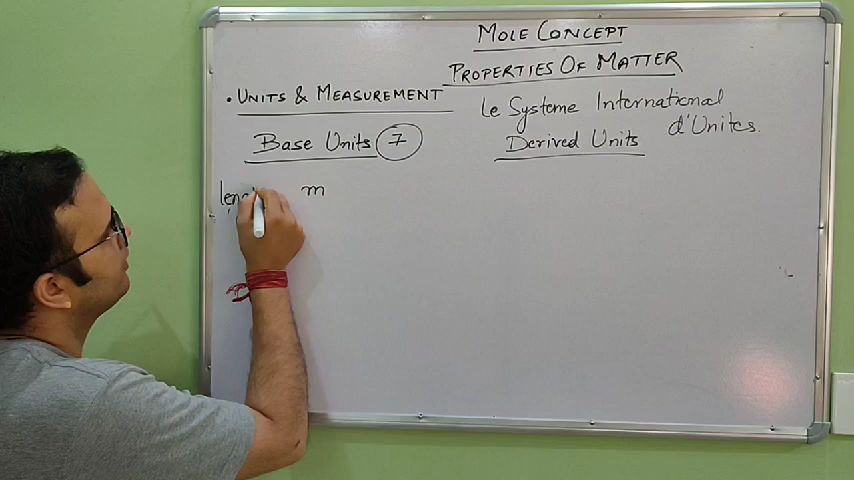 MOLE CONCEPT
PROPERTIES OF MATTER
• UNITS & MEASUREMENT
Le Systeme International
d'Unites.
Base Units 7
Derived Units
m